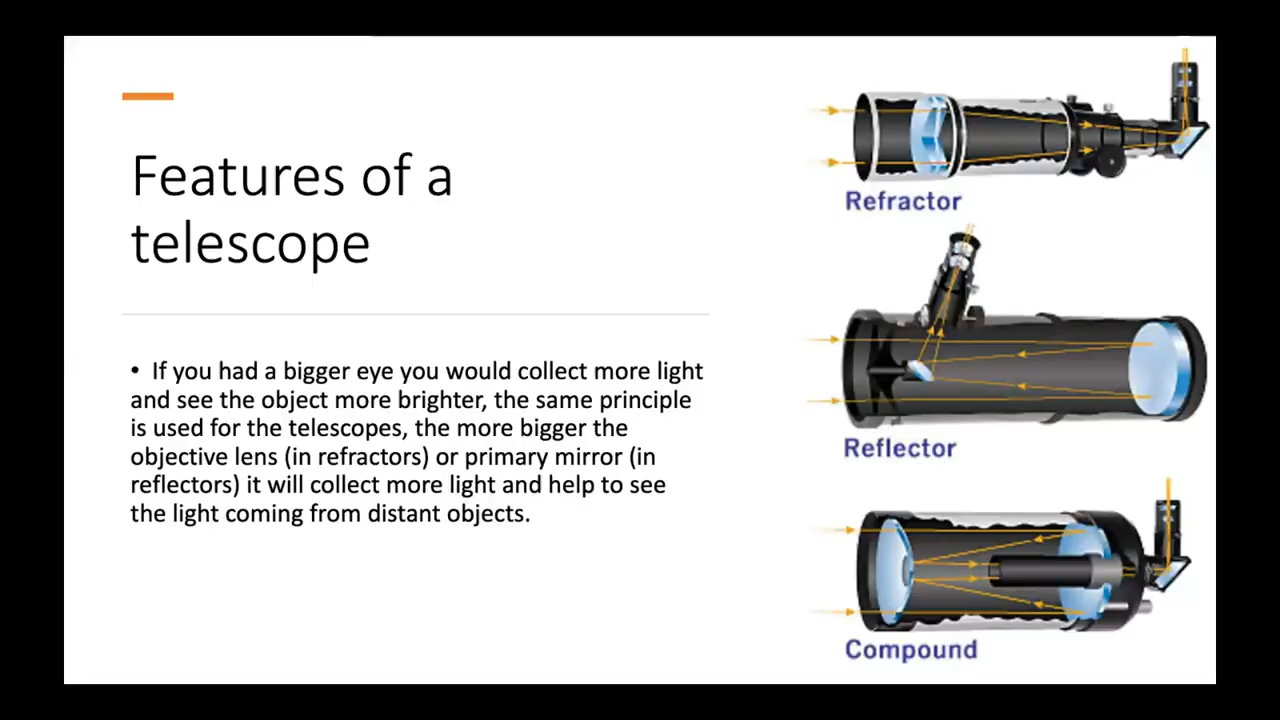 Features of a
telescope
• If you had a bigger eye you would collect more light
and see the object more brighter, the same principle
is used for the telescopes, the more bigger the
objective lens (in refractors) or primary mirror (in
reflectors) it will collect more light and help to see
the light coming from distant objects.
Refractor
Reflector
Compound